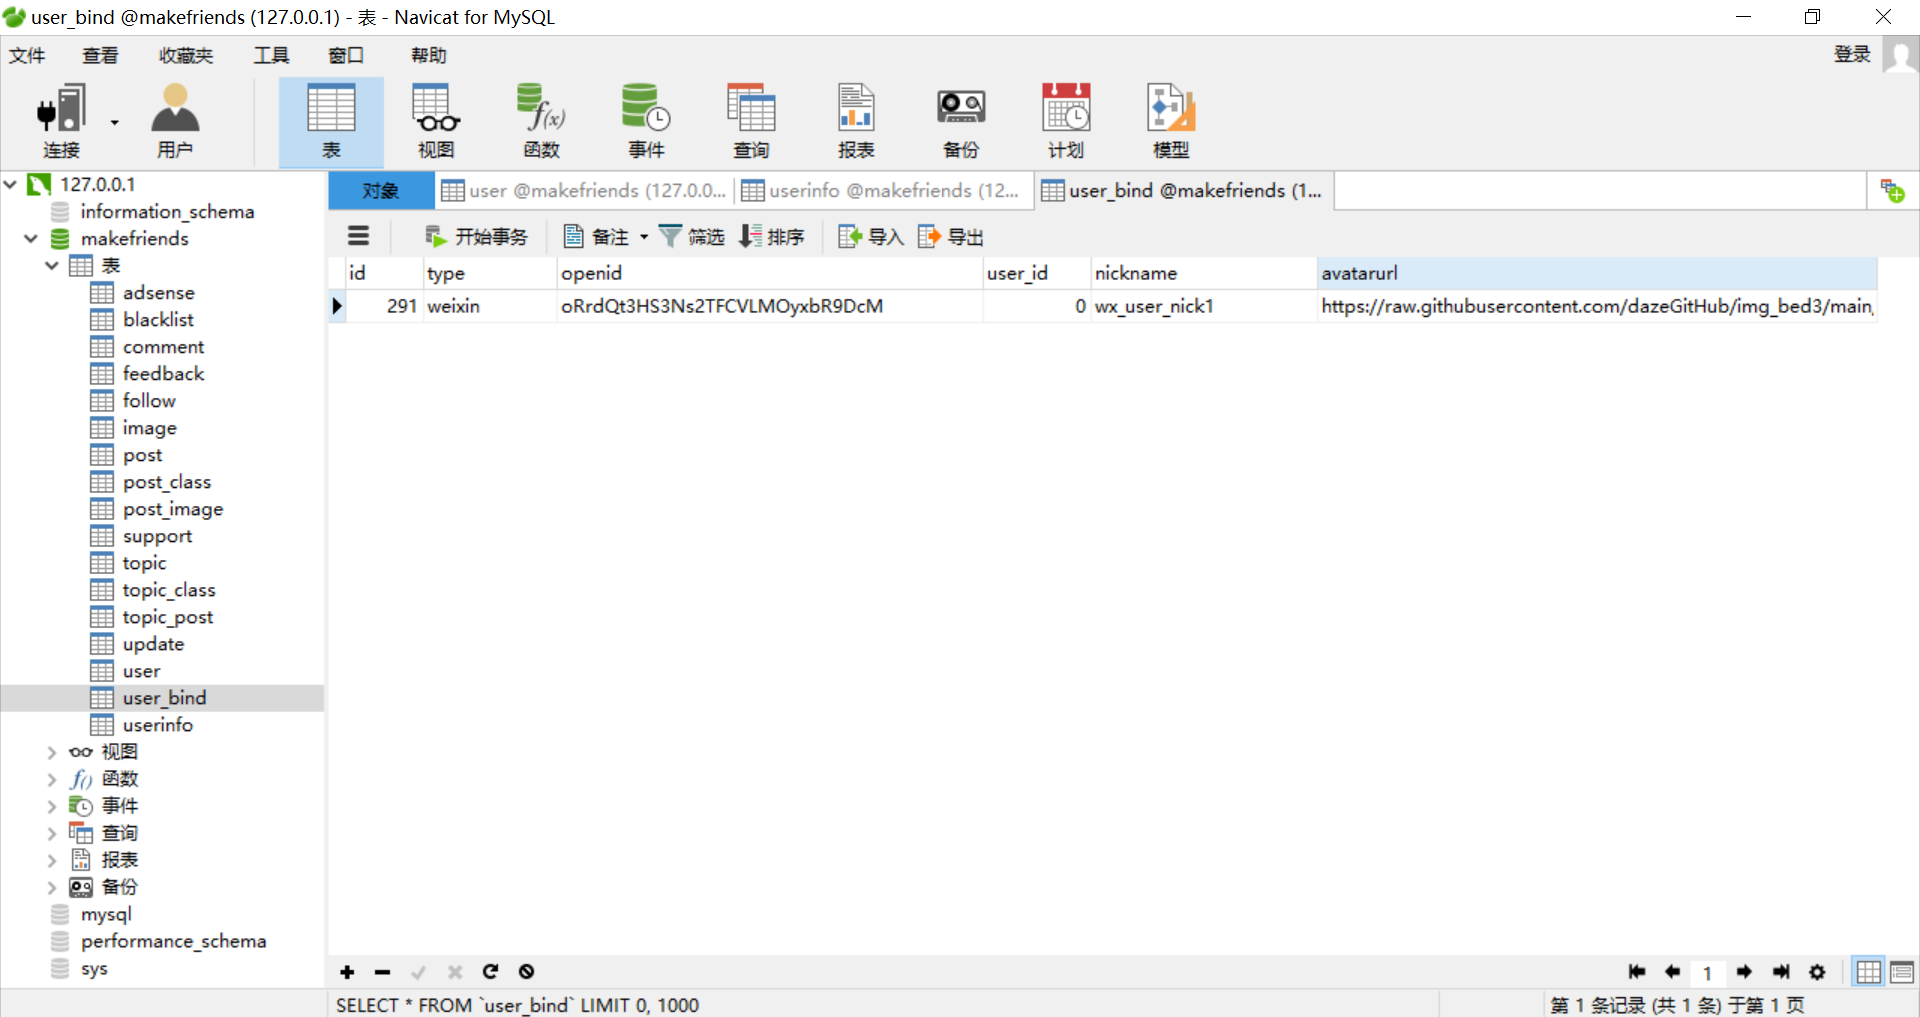 user_bind @makefriends (127.0.0.1) - 表 - Navicat for MySQL
文件 查看 收藏夹 工具 窗口 帮助 登录
连接 用户 表 视图 函数 事件 查询 报表 备份 计划 模型
对象 user @makefriends (127.0.0... userinfo @makefriends (12... user_bind @makefriends (1...
开始事务 备注 筛选 排序 导入 导出
id type openid user_id nickname avatarurl
291 weixin oRrdQt3HS3Ns2TFCVLMOyxbR9DcM 0 wx_user_nick1 https://raw.githubusercontent.com/dazeGitHub/img_bed3/main
127.0.0.1
information_schema
makefriends
表
adsense
blacklist
comment
feedback
follow
image
post
post_class
post_image
support
topic
topic_class
topic_post
update
user
user_bind
userinfo
视图
f() 函数
事件
查询
报表
备份
mysql
performance_schema
sys
1
SELECT * FROM `user_bind` LIMIT 0, 1000
第 1 条记录 (共 1 条) 于第 1 页